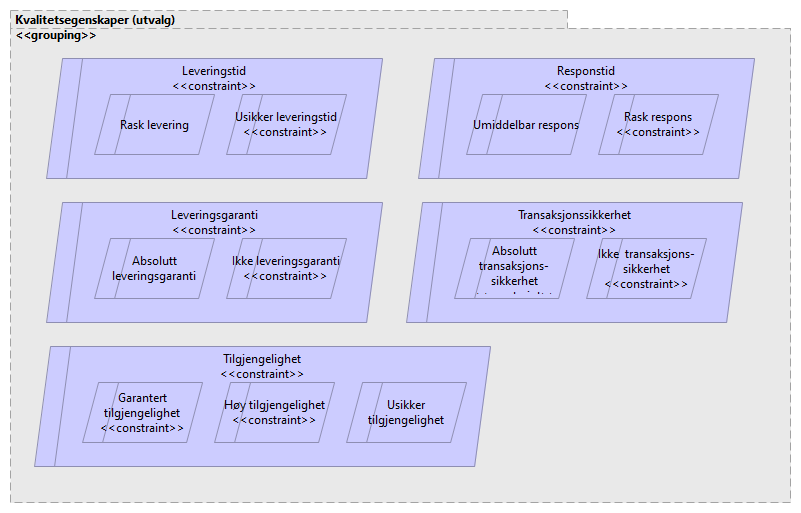 Kvalitetsegenskaper (utvalg)
<<grouping>>
Leveringstid
<<constraint>>
Rask levering
Usikker leveringstid
<<constraint>>
Responstid
<<constraint>>
Umiddelbar respons
Rask respons
<<constraint>>
Leveringsgaranti
<<constraint>>
Absolutt
leveringsgaranti
Ikke leveringsgaranti
<<constraint>>
Transaksjonssikkerhet
<<constraint>>
Absolutt
transaksjons-
sikkerhet
Ikke transaksjons-
sikkerhet
<<constraint>>
Tilgjengelighet
<<constraint>>
Garantert
tilgjengelighet
<<constraint>>
Høy tilgjengelighet
<<constraint>>
Usikker
tilgjengelighet